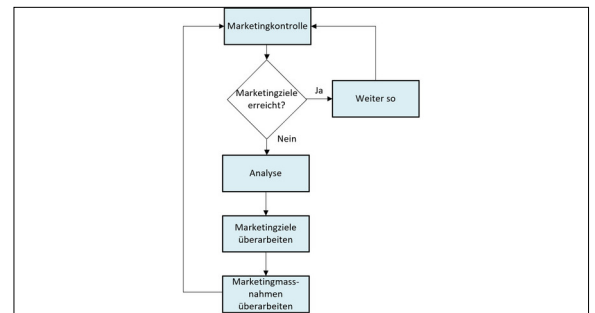 Marketingkontrolle
Marketingziele
erreicht?
Ja
Weiter so
Nein
Analyse
Marketingziele
überarbeiten
Marketingmass-
nahmen
überarbeiten